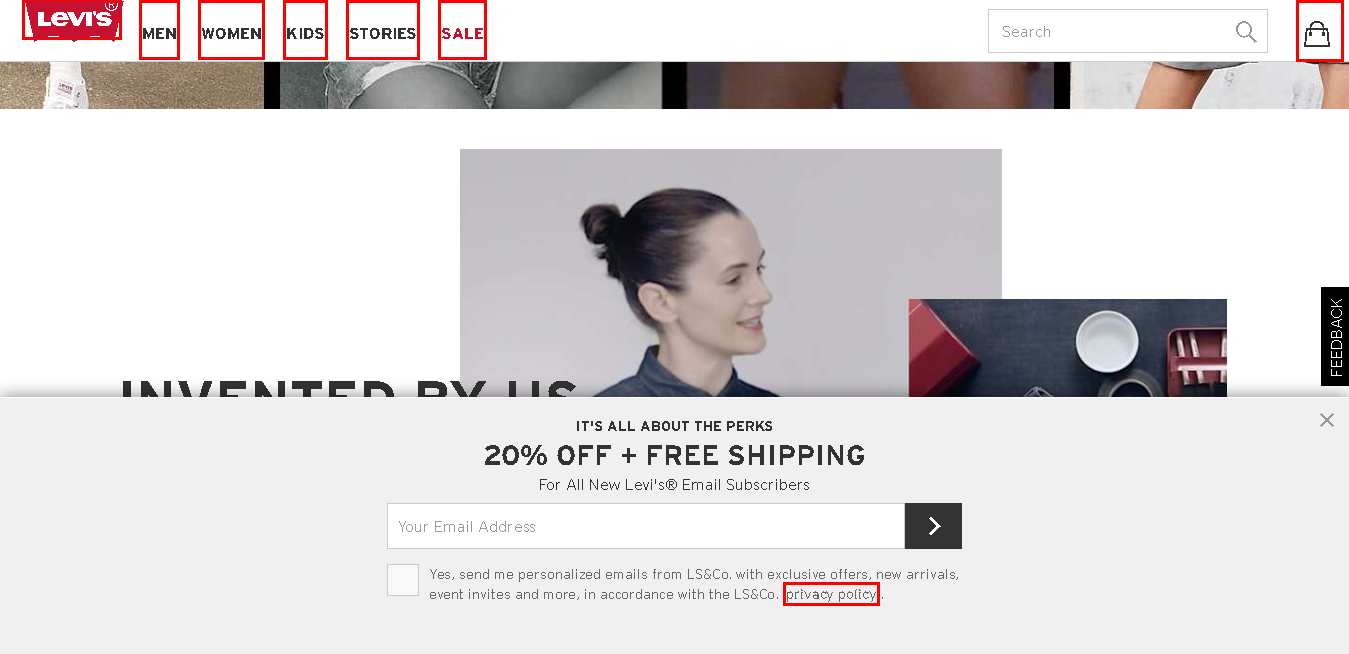 Levi's®
MEN WOMEN KIDS STORIES SALE
Search
INVENTED BY US
FEEDBACK
IT'S ALL ABOUT THE PERKS
20% OFF + FREE SHIPPING
For All New Levi's® Email Subscribers
Your Email Address
Yes, send me personalized emails from LS&Co. with exclusive offers, new arrivals,
event invites and more, in accordance with the LS&Co. privacy policy.